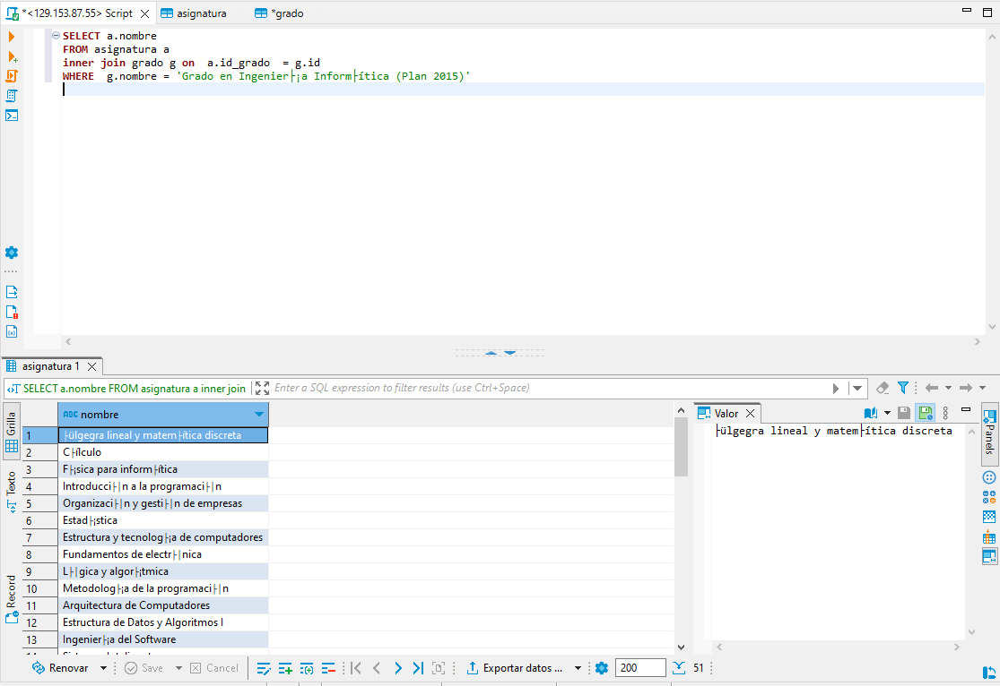 *<129.153.87.55> Script
asignatura
*grado
SELECT a.nombre
FROM asignatura a
inner join grado g on  a.id_grado  = g.id
WHERE  g.nombre = 'Grado en Ingenier├¡a Inform├ítica (Plan 2015)'
asignatura 1
SELECT a.nombre FROM asignatura a inner join
Enter a SQL expression to filter results (use Ctrl+Space)
Grilla
Texto
Record
ABC nombre
1 ├ülgegra lineal y matem├ítica discreta
2 C├ílculo
3 F├¡sica para inform├ítica
4 Introducci├|n a la programaci├|n
5 Organizaci├|n y gesti├|n de empresas
6 Estad├¡stica
7 Estructura y tecnolog├¡a de computadores
8 Fundamentos de electr├|nica
9 L├|gica y algor├¡tmica
10 Metodolog├¡a de la programaci├|n
11 Arquitectura de Computadores
12 Estructura de Datos y Algoritmos I
13 Ingenier├¡a del Software
Valor
├ülgegra lineal y matem├ítica discreta
Panels
Renovar
Save
Cancel
Exportar datos ...
200
51